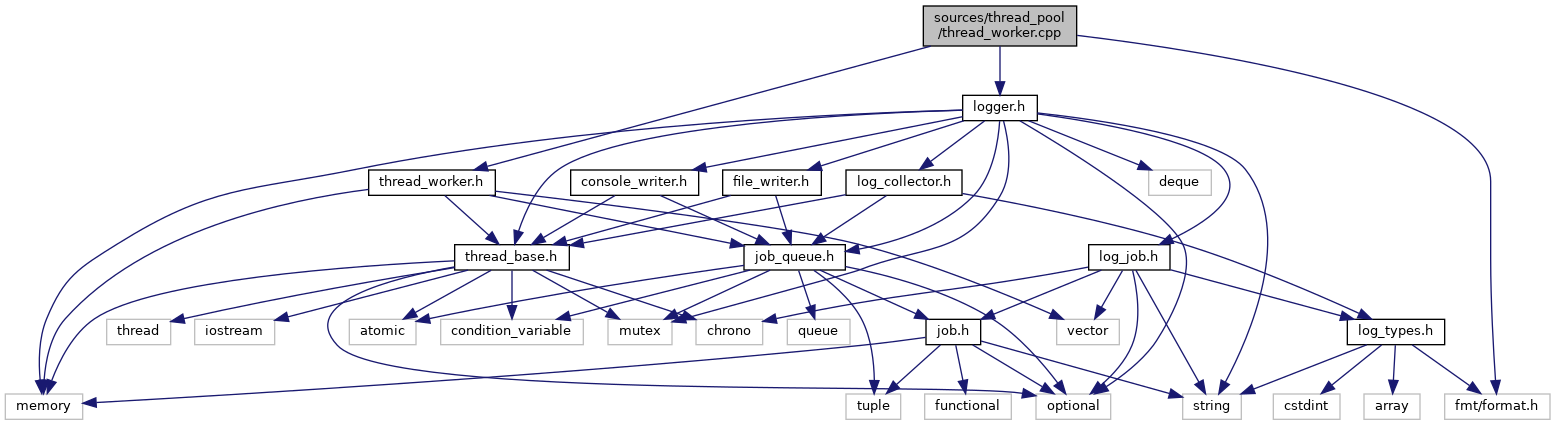 sources/thread_pool
/thread_worker.cpp
logger.h
thread_worker.h
console_writer.h
file_writer.h
log_collector.h
deque
thread_base.h
job_queue.h
log_job.h
thread
iostream
atomic
condition_variable
mutex
chrono
queue
job.h
vector
log_types.h
memory
tuple
functional
optional
string
cstdint
array
fmt/format.h